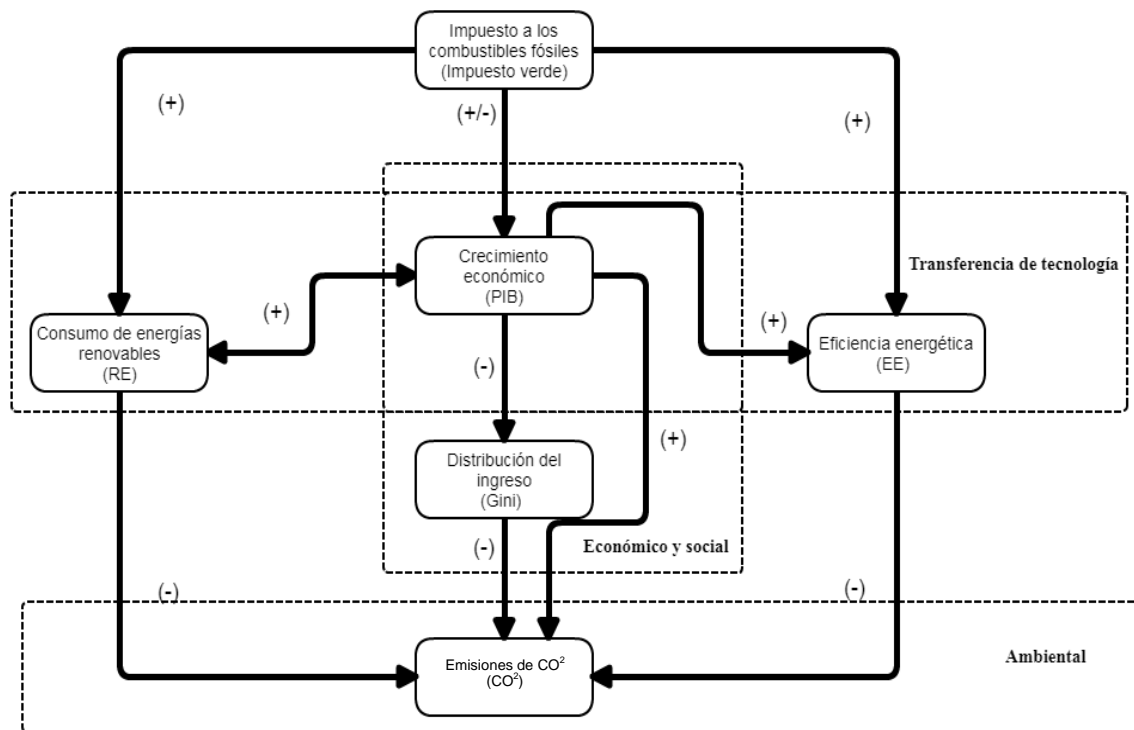 Impuesto a los
combustibles fósiles
(Impuesto verde)
(+)
(+/-)
(+)
Crecimiento
económico
(PIB)
Transferencia de tecnología
(+)
(+)
Consumo de energías
renovables
(RE)
Eficiencia energética
(EE)
(-)
(+)
Distribución del
ingreso
(Gini)
(-)
Económico y social
(-)
(-)
Emisiones de CO²
(CO²)
Ambiental